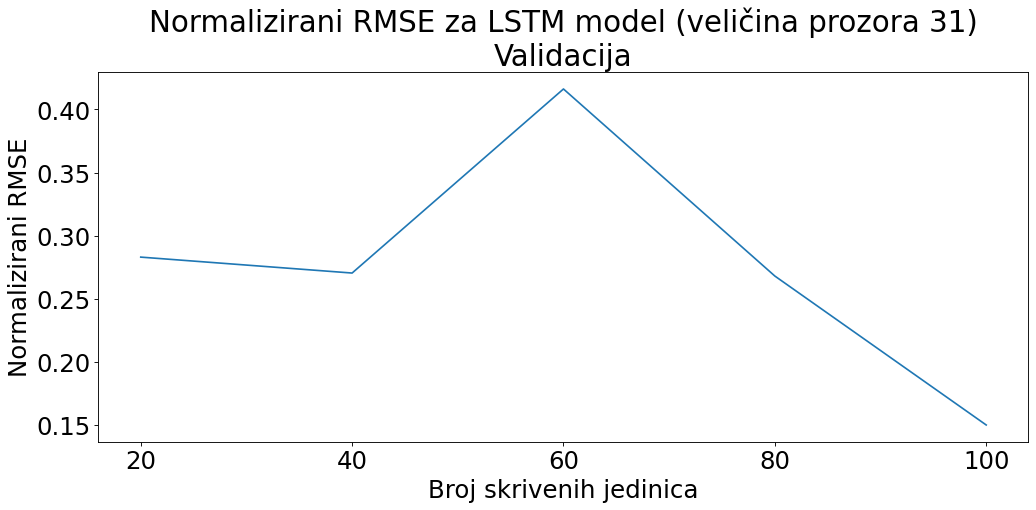 Normalizirani RMSE za LSTM model (veličina prozora 31)
Validacija
Normalizirani RMSE
0.40
0.35
0.30
0.25
0.20
0.15
20 40 60 80 100
Broj skrivenih jedinica